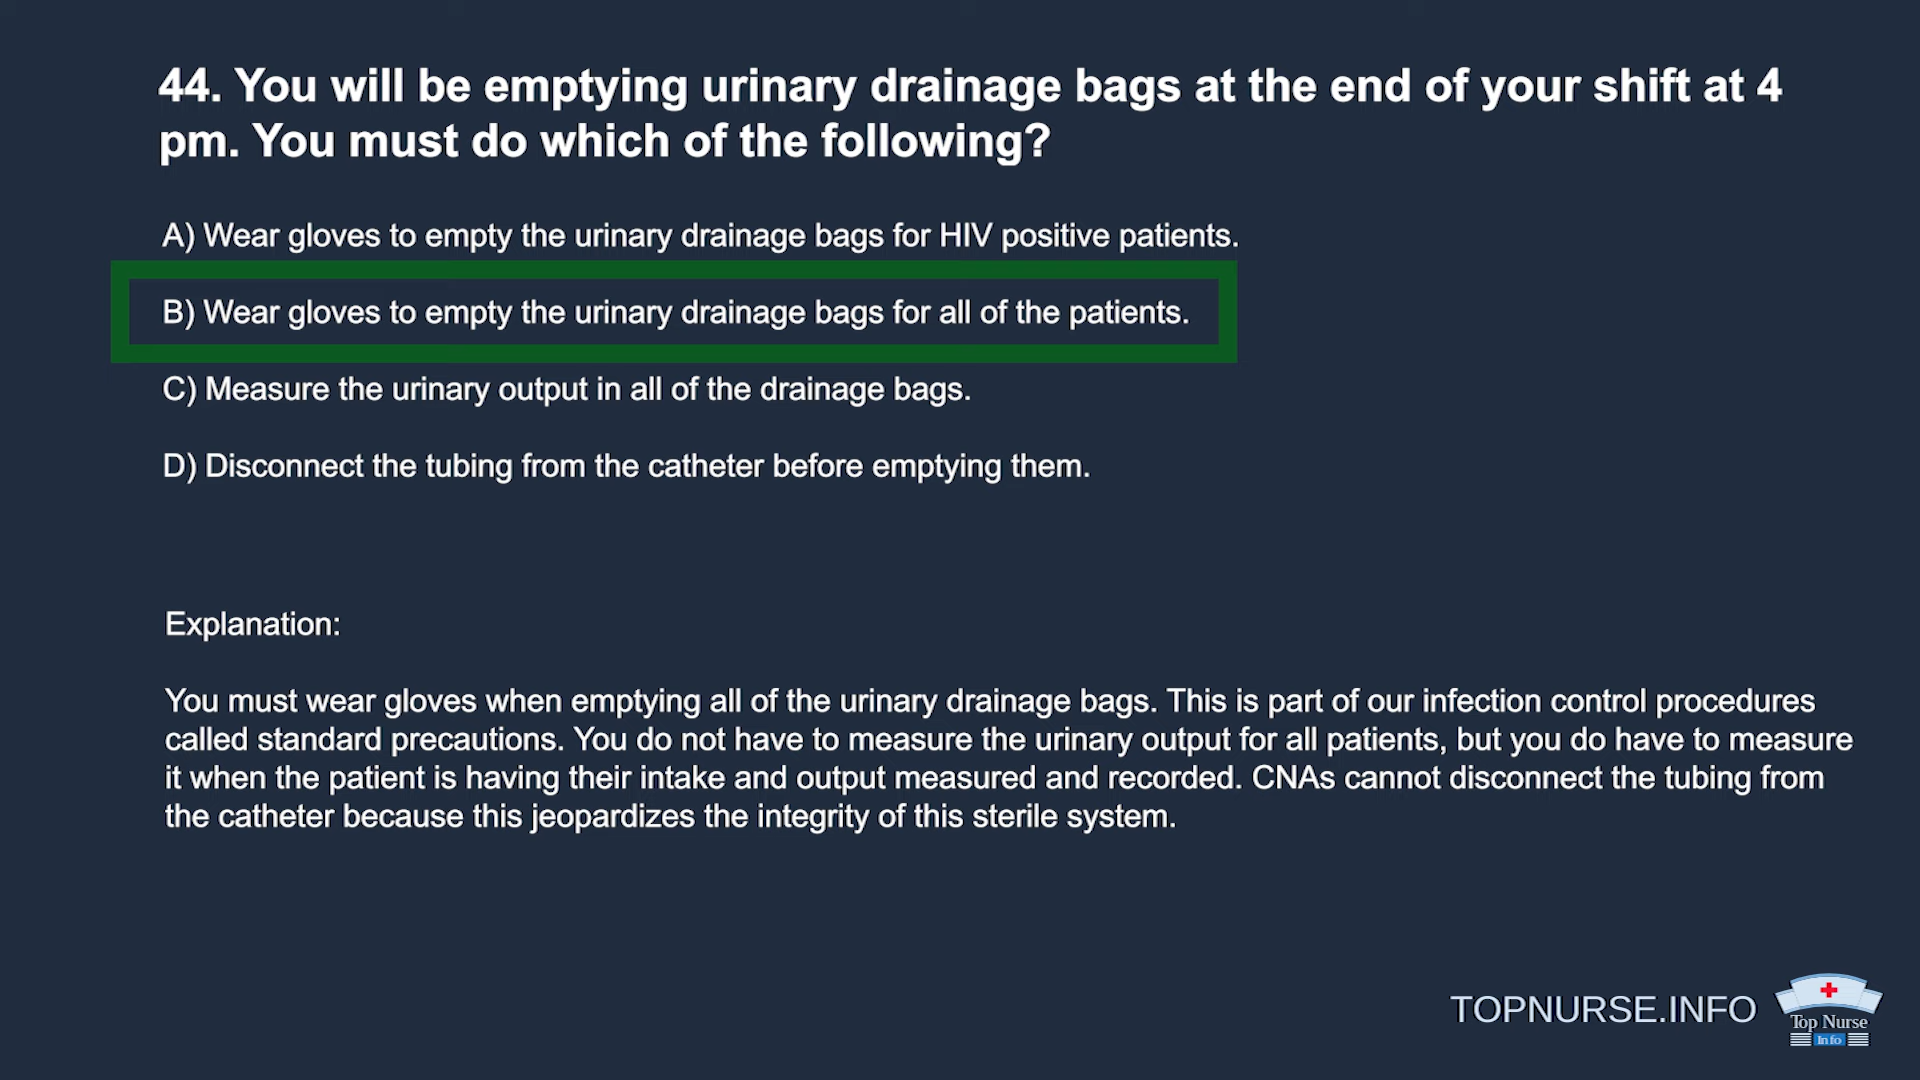 44. You will be emptying urinary drainage bags at the end of your shift at 4
pm. You must do which of the following?
A) Wear gloves to empty the urinary drainage bags for HIV positive patients.
B) Wear gloves to empty the urinary drainage bags for all of the patients.
C) Measure the urinary output in all of the drainage bags.
D) Disconnect the tubing from the catheter before emptying them.
Explanation:
You must wear gloves when emptying all of the urinary drainage bags. This is part of our infection control procedures
called standard precautions. You do not have to measure the urinary output for all patients, but you do have to measure
it when the patient is having their intake and output measured and recorded. CNAs cannot disconnect the tubing from
the catheter because this jeopardizes the integrity of this sterile system.
TOPNURSE.INFO
Top Nurse
Info